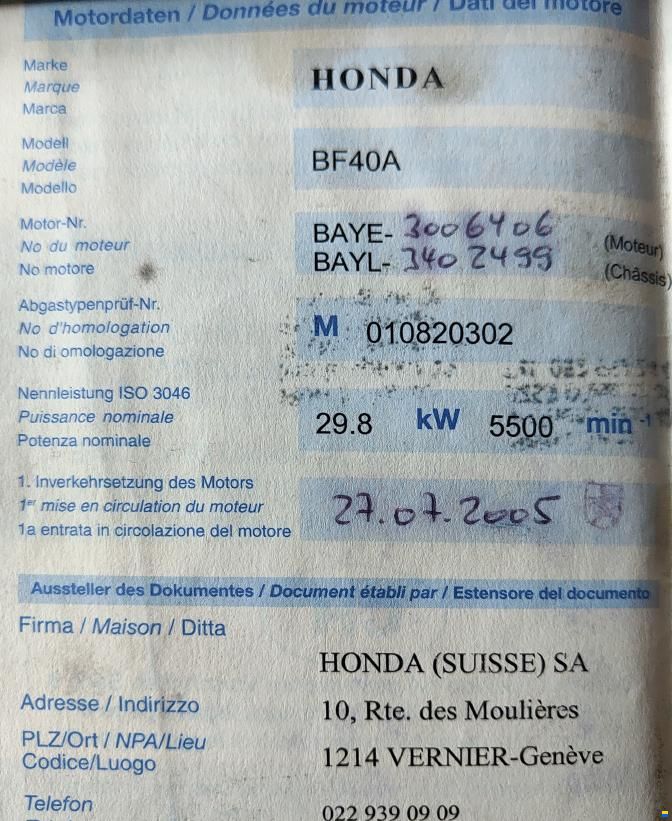 Motordaten / Données du moteur / Dati del motore
Marke
Marque
Marca
HONDA
Modell
Modèle
Modello
BF40A
Motor-Nr.
No du moteur
No motore
BAYE- 3006406 (Moteur)
BAYL- 3402499 (Châssis)
Abgastypenprüf-Nr.
No d'homologation
No di omologazione
M 010820302
Nennleistung ISO 3046
Puissance nominale
Potenza nominale
29.8 kW 5500 min -1
1. Inverkehrsetzung des Motors
1er mise en circulation du moteur
1a entrata in circolazione del motore
27.07.2005
Aussteller des Dokumentes / Document établi par / Estensore del documento
Firma / Maison / Ditta
HONDA (SUISSE) SA
Adresse / Indirizzo
10, Rte. des Moulières
PLZ/Ort / NPA/Lieu
Codice/Luogo
1214 VERNIER-Genève
Telefon
022 939 09 09